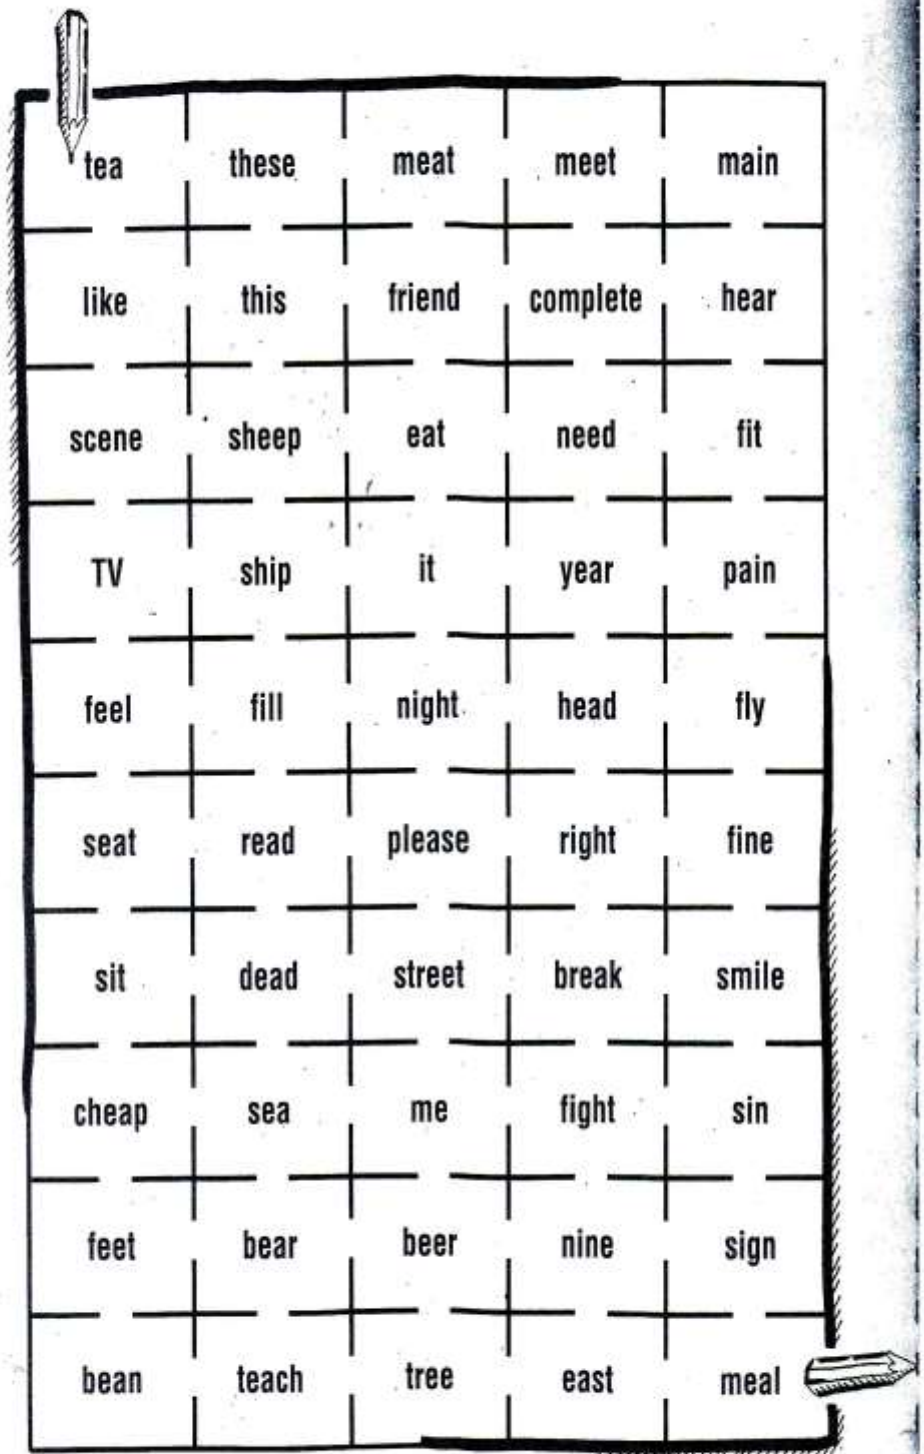 tea these meat meet main
like this friend complete hear
scene sheep eat need fit
TV ship it year pain
feel fill night head fly
seat read please right fine
sit dead street break smile
cheap sea me fight sin
feet bear beer nine sign
bean teach tree east meal